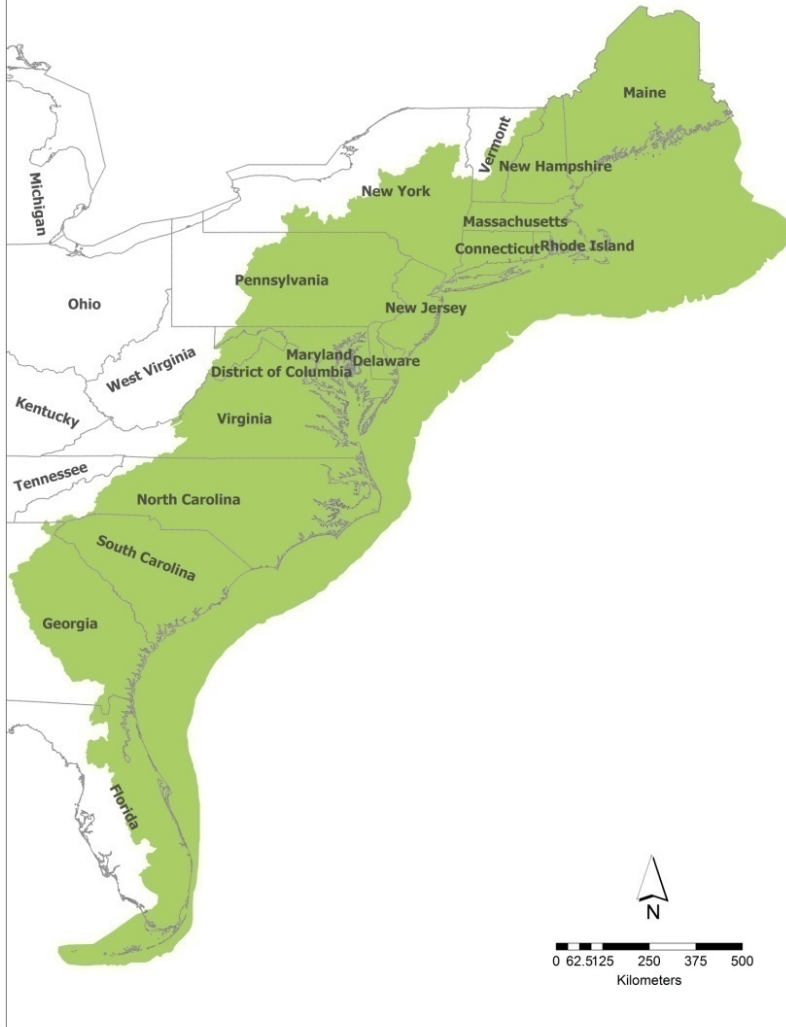 Maine
Vermont
New Hampshire
Michigan
New York
Massachusetts
Connecticut
Rhode Island
Pennsylvania
Ohio
New Jersey
Maryland
Delaware
West Virginia
District of Columbia
Kentucky
Virginia
Tennessee
North Carolina
South Carolina
Georgia
Florida
N
0 62.5125 250 375 500
Kilometers